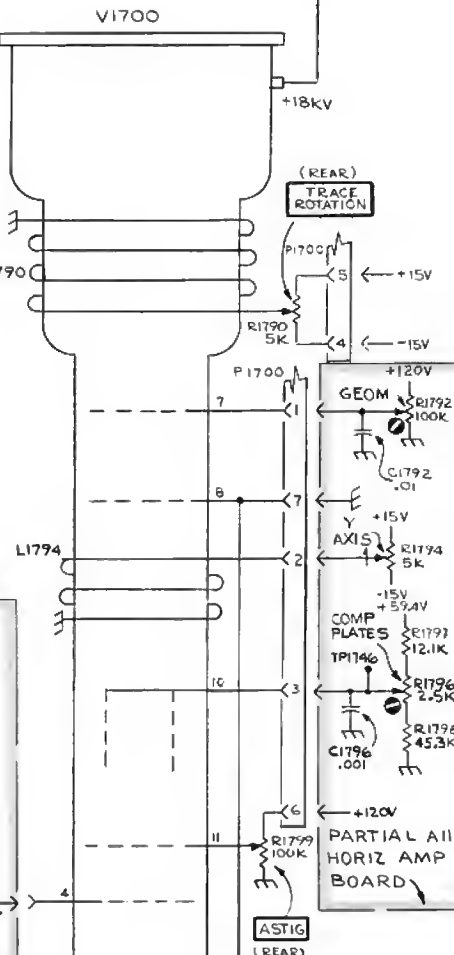 V1700
+18KV
(REAR)
TRACE
ROTATION
P1700
5
+15V
R1790
5K
4
-15V
P1700
+120V
GEOM
R1792
100K
7
1
C1792
.01
8
7
Y
AXIS
+15V
L1794
2
R1794
5K
-15V
+59.4V
COMP
PLATES
R1797
12.1K
TP1746
10
3
R1796
2.5K
C1796
.001
R1796
45.3K
6
+120V
11
R1799
100K
PARTIAL A11
HORIZ AMP
BOARD
4
ASTIG
(REAR)